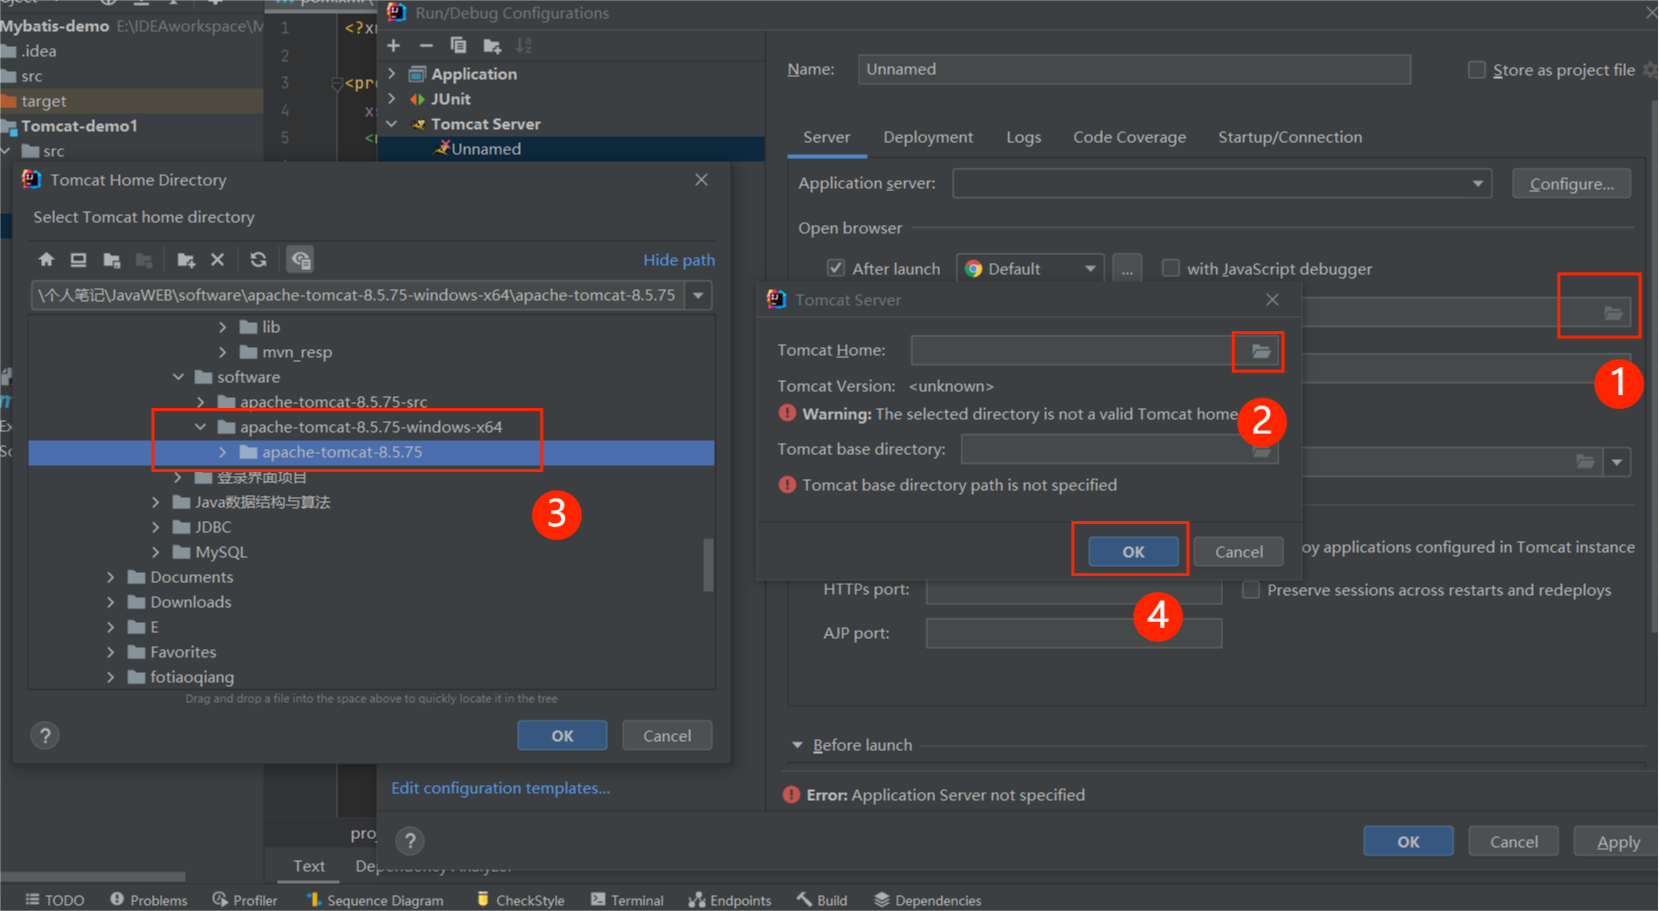 Mybatis-demo E:\IDEAworkspace\M
.idea
src
target
Tomcat-demo1
src
1
2
3
4
5
<?x
<pr
x
Run/Debug Configurations
Application
JUnit
Tomcat Server
Unnamed
Name: Unnamed
Store as project file
Server Deployment Logs Code Coverage Startup/Connection
Application server:
Configure...
Open browser
After launch Default ... with JavaScript debugger
Tomcat Home Directory
Select Tomcat home directory
Hide path
\个人笔记\JavaWEB\software\apache-tomcat-8.5.75-windows-x64\apache-tomcat-8.5.75
lib
mvn_resp
software
apache-tomcat-8.5.75-src
apache-tomcat-8.5.75-windows-x64
apache-tomcat-8.5.75
登录界面项目
Java数据结构与算法
JDBC
MySQL
Documents
Downloads
E
Favorites
fotiaoqiang
Drag and drop a file into the space above to quickly locate it in the tree
? OK Cancel
3
Tomcat Server
Tomcat Home:
Tomcat Version: <unknown>
Warning: The selected directory is not a valid Tomcat home
Tomcat base directory:
Tomcat base directory path is not specified
OK Cancel
1
2
4
oy applications configured in Tomcat instance
HTTPs port:
Preserve sessions across restarts and redeploys
AJP port:
Before launch
Edit configuration templates...
Error: Application Server not specified
? OK Cancel Apply
proj
Text
TODO Problems Profiler Sequence Diagram CheckStyle Terminal Endpoints Build Dependencies